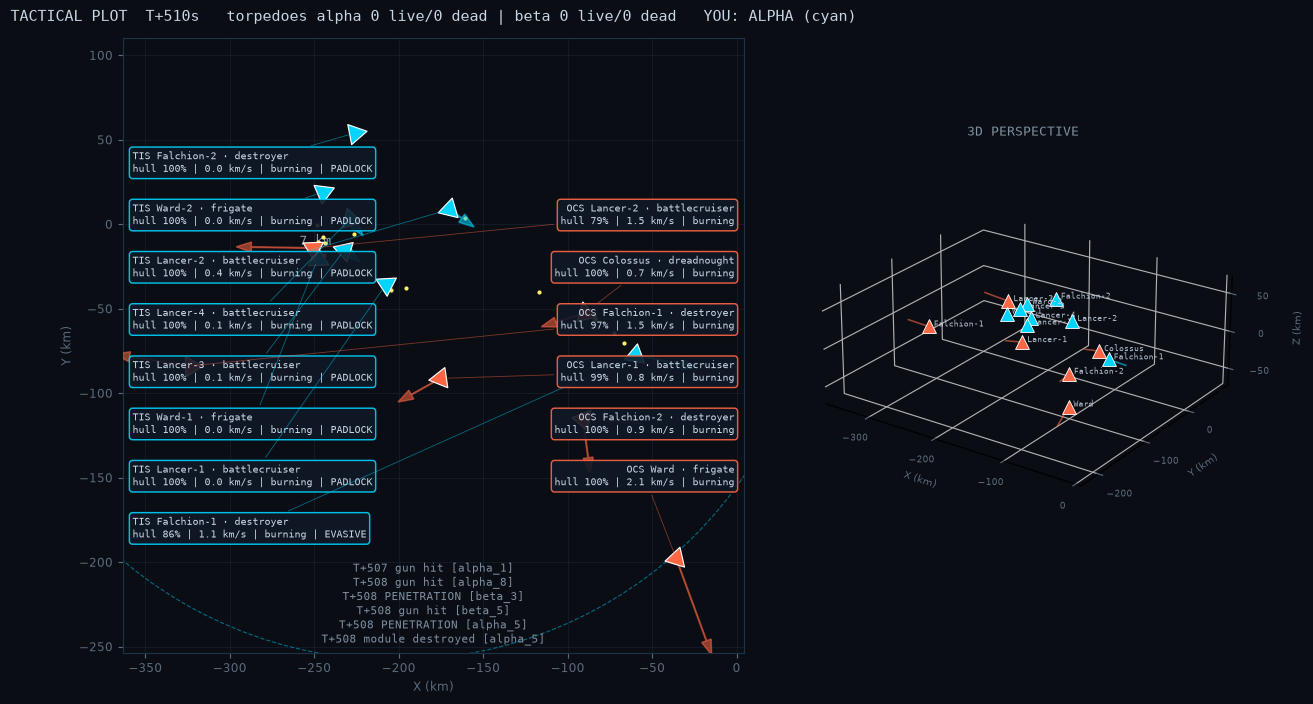 TACTICAL PLOT  T+510s   torpedoes alpha 0 live/0 dead | beta 0 live/0 dead   YOU: ALPHA (cyan)
100
50
0
−50
−100
−150
−200
−250
Y (km)
−350
−300
−250
−200
−150
−100
−50
0
X (km)
7 km
TIS Falchion-2 · destroyer
hull 100% | 0.0 km/s | burning | PADLOCK
TIS Ward-2 · frigate
hull 100% | 0.0 km/s | burning | PADLOCK
TIS Lancer-2 · battlecruiser
hull 100% | 0.4 km/s | burning | PADLOCK
TIS Lancer-4 · battlecruiser
hull 100% | 0.1 km/s | burning | PADLOCK
TIS Lancer-3 · battlecruiser
hull 100% | 0.1 km/s | burning | PADLOCK
TIS Ward-1 · frigate
hull 100% | 0.0 km/s | burning | PADLOCK
TIS Lancer-1 · battlecruiser
hull 100% | 0.0 km/s | burning | PADLOCK
TIS Falchion-1 · destroyer
hull 86% | 1.1 km/s | burning | EVASIVE
OCS Lancer-2 · battlecruiser
hull 79% | 1.5 km/s | burning
OCS Colossus · dreadnought
hull 100% | 0.7 km/s | burning
OCS Falchion-1 · destroyer
hull 97% | 1.5 km/s | burning
OCS Lancer-1 · battlecruiser
hull 99% | 0.8 km/s | burning
OCS Falchion-2 · destroyer
hull 100% | 0.9 km/s | burning
OCS Ward · frigate
hull 100% | 2.1 km/s | burning
T+507 gun hit [alpha_1]
T+508 gun hit [alpha_8]
T+508 PENETRATION [beta_3]
T+508 gun hit [beta_5]
T+508 PENETRATION [alpha_5]
T+508 module destroyed [alpha_5]
3D PERSPECTIVE
Falchion-2
Lancer-2
Falchion-1
Lancer-1
Colossus
Falchion-1
Falchion-2
Ward
50
0
−50
Z (km)
−300
−200
−100
0
X (km)
0
−100
−200
Y (km)